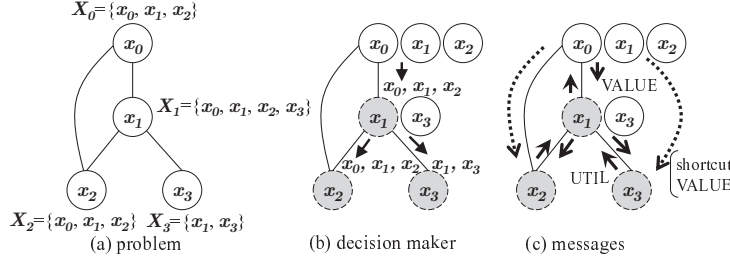 X0={x0, x1, x2}
x0
X1={x0, x1, x2, x3}
x1
x2
x3
X2={x0, x1, x2}
X3={x1, x3}
(a) problem
x0 x1 x2
x0, x1, x2
x1 x3
x0, x1, x2
x1, x3
x2
x3
(b) decision maker
x0 x1 x2
VALUE
x1 x3
UTIL
shortcut
VALUE
x2
x3
(c) messages